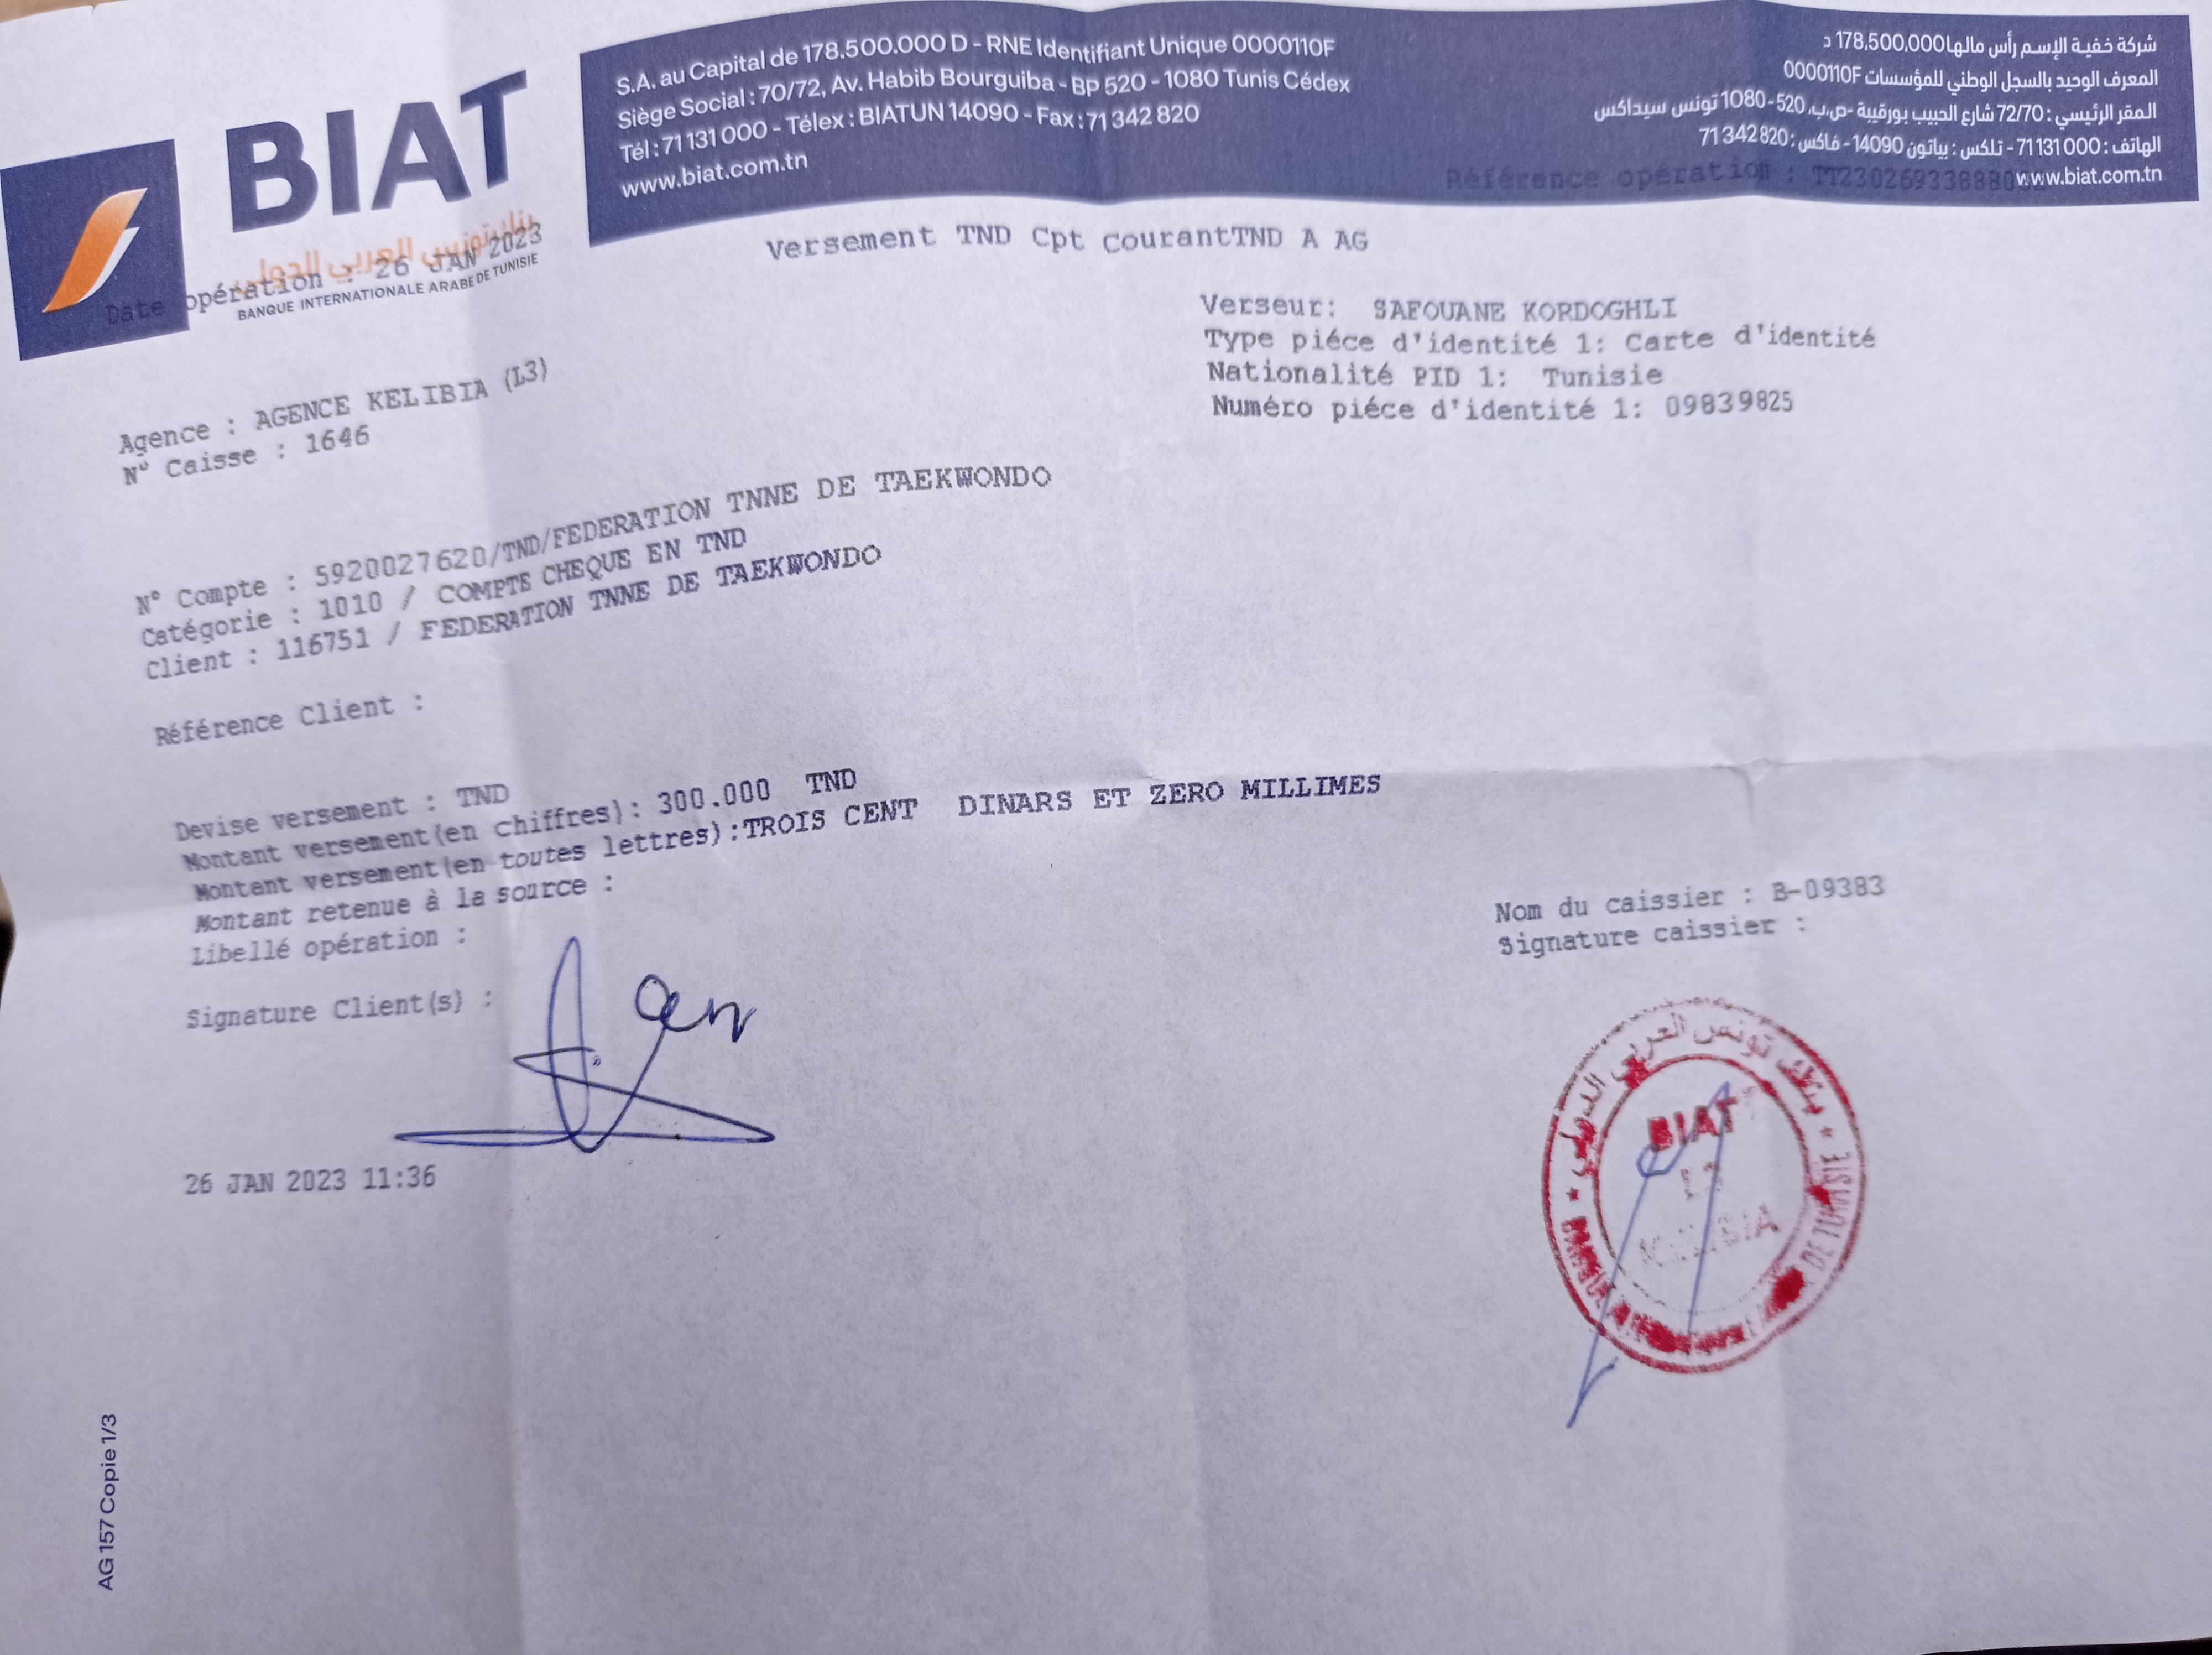 BIAT
بنك تونس العربي الدولي
BANQUE INTERNATIONALE ARABE DE TUNISIE
S.A. au Capital de 178.500.000 D - RNE Identifiant Unique 0000110F
Siège Social : 70/72, Av. Habib Bourguiba - Bp 520 - 1080 Tunis Cédex
Tél : 71 131 000 - Télex : BIATUN 14090 - Fax : 71 342 820
www.biat.com.tn
شركة خفية الإسم رأس مالها 178,500,000 د
المعرف الوحيد بالسجل الوطني للمؤسسات 0000110F
المقر الرئيسي : 72/70 شارع الحبيب بورقيبة -ص.ب، 520-1080 تونس سيداكس
الهاتف : 71 131 000 - تلكس : بياتون 14090 - فاكس : 71 342 820
www.biat.com.tn
Référence opération :
Date opération : 26 JAN 2023
Versement TND Cpt CourantTND A AG
Verseur: SAFOUANE KORDOGHLI
Type piéce d'identité 1: Carte d'identité
Nationalité PID 1: Tunisie
Numéro piéce d'identité 1: 09839825
Agence : AGENCE KELIBIA (L3)
N° Caisse : 1646
N° Compte : 5920027620/TND/FEDERATION TNNE DE TAEKWONDO
Catégorie : 1010 / COMPTE CHEQUE EN TND
Client : 116751 / FEDERATION TNNE DE TAEKWONDO
Référence Client :
Devise versement : TND
Montant versement(en chiffres): 300.000 TND
Montant versement(en toutes lettres):TROIS CENT DINARS ET ZERO MILLIMES
Montant retenue à la source :
Libellé opération :
Nom du caissier : B-09383
Signature caissier :
Signature Client(s) :
26 JAN 2023 11:36
بنك تونس العربي الدولي
BIAT
L3
KELIBIA
DE TUNISIE
AG 157 Copie 1/3